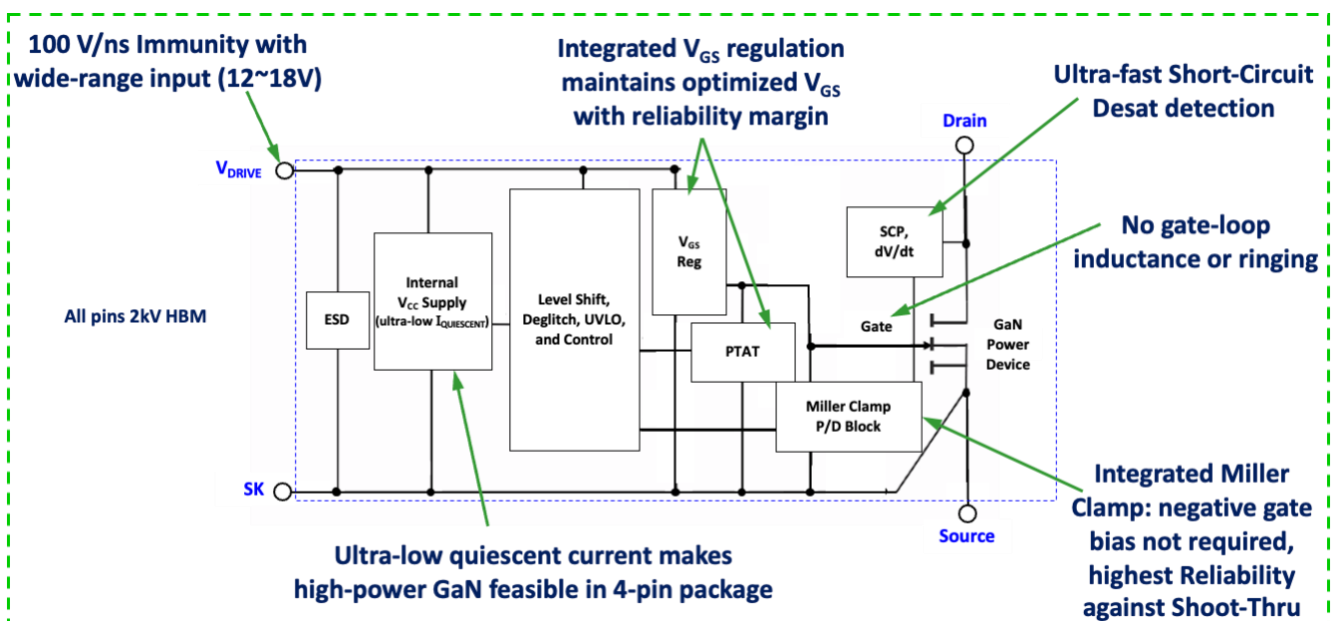 100 V/ns Immunity with
wide-range input (12~18V)
Integrated VGS regulation
maintains optimized VGS
with reliability margin
Ultra-fast Short-Circuit
Desat detection
Drain
VDRIVE
SCP,
dV/dt
No gate-loop
inductance or ringing
VGS
Reg
Internal
VCC Supply
(ultra-low IQUIESCENT)
Level Shift,
Deglitch, UVLO,
and Control
All pins 2kV HBM
ESD
Gate
GaN
Power
Device
PTAT
Miller Clamp
P/D Block
SK
Source
Integrated Miller
Clamp: negative gate
bias not required,
highest Reliability
against Shoot-Thru
Ultra-low quiescent current makes
high-power GaN feasible in 4-pin package